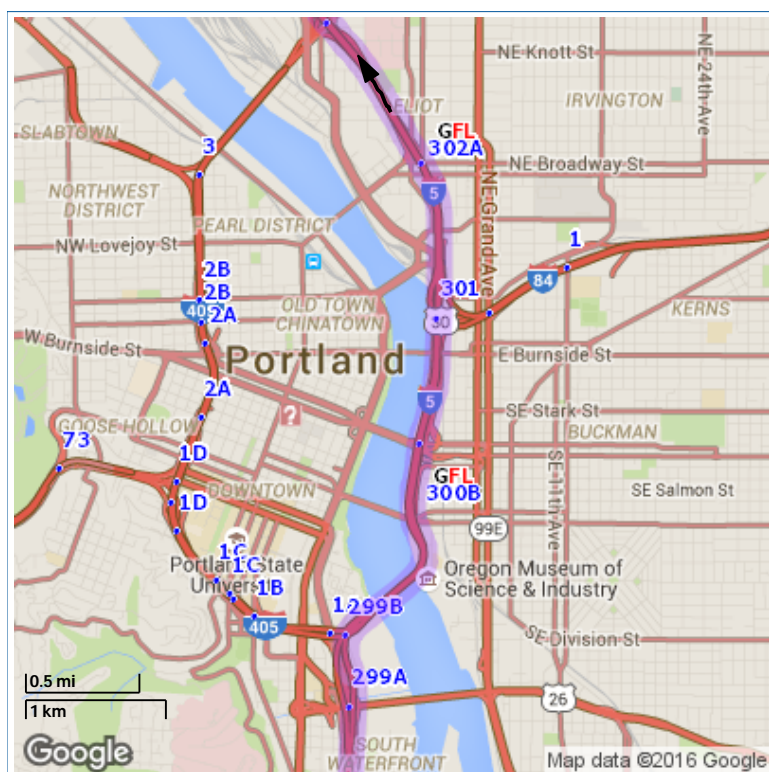 NE Knott St
NE 24th Ave
IRVINGTON
ELIOT
SLABTOWN
3
GFL
302A
NE Broadway St
5
NORTHWEST
DISTRICT
NE Grand Ave
PEARL DISTRICT
NW Lovejoy St
1
2B
301
84
2B
405
2A
OLD TOWN
CHINATOWN
30
KERNS
W Burnside St
Portland
E Burnside St
2A
5
SE Stark St
GOOSE HOLLOW
BUCKMAN
73
1D
GFL
300B
SE 11th Ave
DOWNTOWN
SE Salmon St
1D
99E
1C
Portland State
University
1C
1B
Oregon Museum of
Science & Industry
405
299B
SE Division St
0.5 mi
1 km
299A
26
SOUTH
WATERFRONT
Google
Map data ©2016 Google